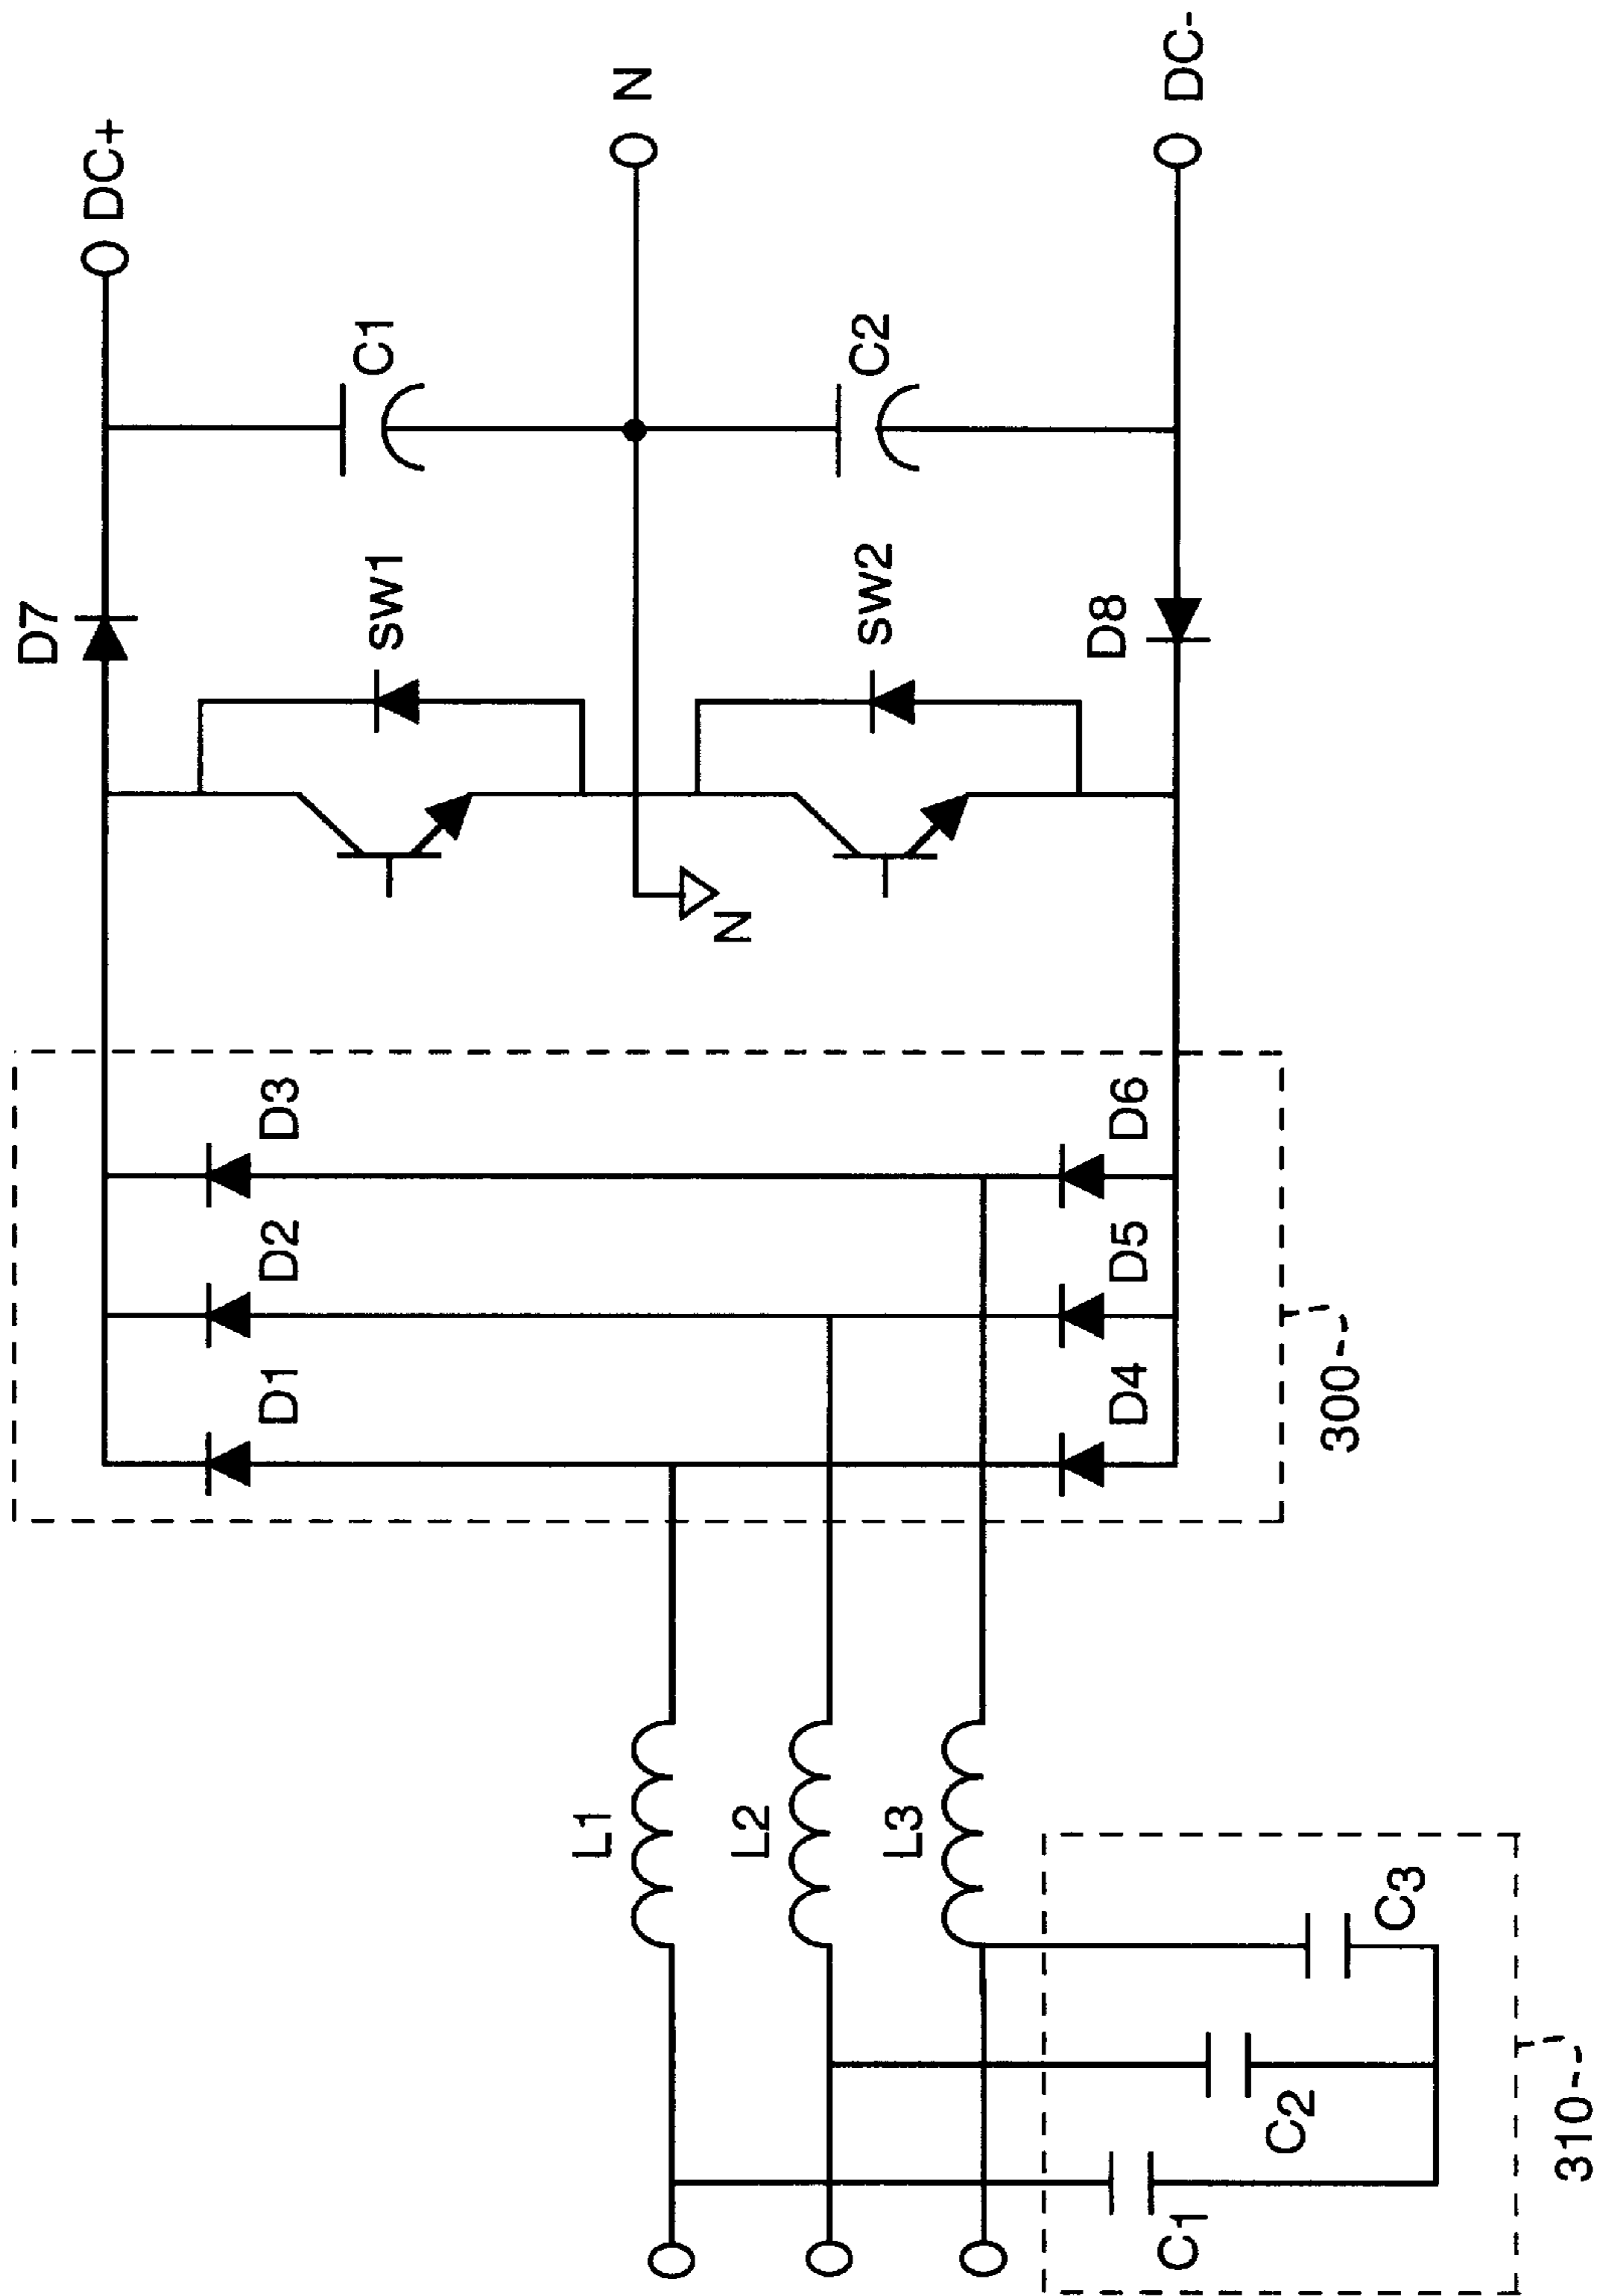 DC+
N
DC-
D7
C1
C2
SW1
SW2
D8
N
D3
D6
D2
D5
D1
D4
300
L1
L2
L3
C3
C2
C1
310